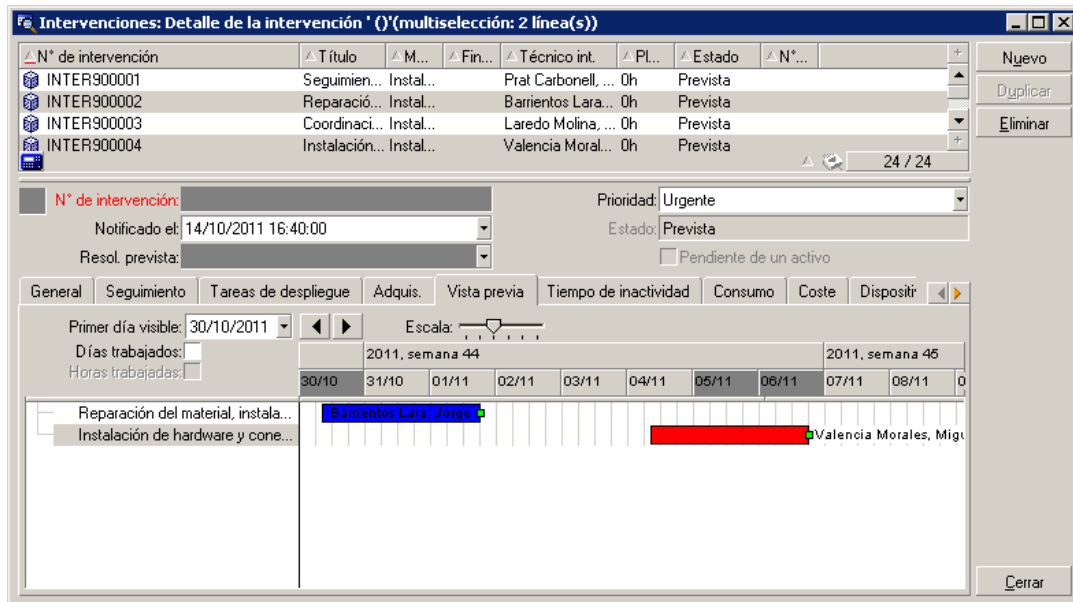 Intervenciones: Detalle de la intervención ' ()'(multiselección: 2 línea(s))
N° de intervención Título M... Fin... Técnico int. Pl... Estado N°...
INTER900001 Seguimien... Instal... Prat Carbonell, ... 0h Prevista
INTER900002 Reparació... Instal... Barrientos Lara... 0h Prevista
INTER900003 Coordinaci... Instal... Laredo Molina, ... 0h Prevista
INTER900004 Instalación... Instal... Valencia Moral... 0h Prevista
24 / 24
Nuevo
Duplicar
Eliminar
N° de intervención: Prioridad: Urgente
Notificado el: 14/10/2011 16:40:00 Estado: Prevista
Resol. prevista: Pendiente de un activo
General Seguimiento Tareas de despliegue Adquis. Vista previa Tiempo de inactividad Consumo Coste Dispositi
Primer día visible: 30/10/2011 Escala:
Días trabajados:
Horas trabajadas:
2011, semana 44 2011, semana 45
30/10 31/10 01/11 02/11 03/11 04/11 05/11 06/11 07/11 08/11 0
Reparación del material, instala... Barrientos Lara, Jorge
Instalación de hardware y cone... Valencia Morales, Migu
Cerrar